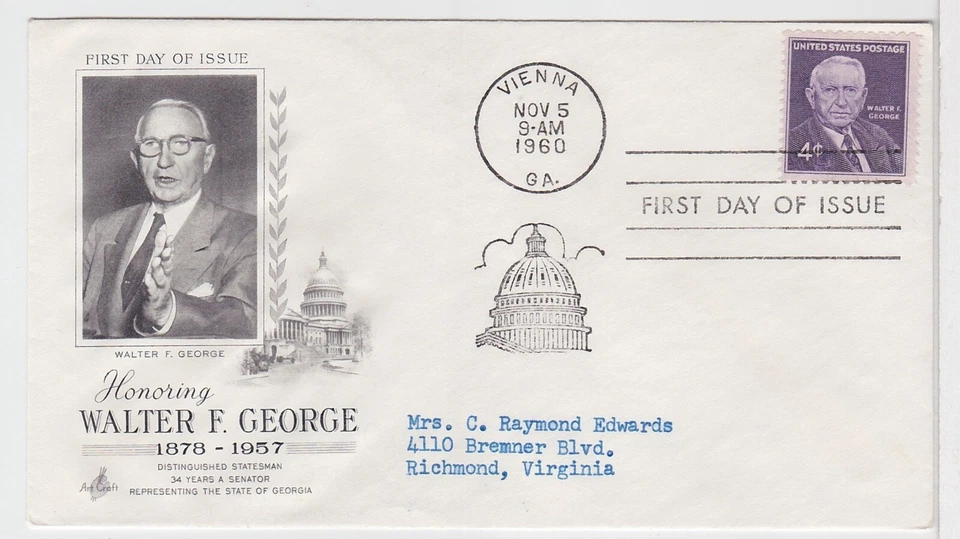 FIRST DAY OF ISSUE
WALTER F. GEORGE
Honoring
WALTER F. GEORGE
1878 - 1957
DISTINGUISHED STATESMAN
34 YEARS A SENATOR
REPRESENTING THE STATE OF GEORGIA
Art Craft
VIENNA
NOV 5
9-AM
1960
GA.
UNITED STATES POSTAGE
WALTER F.
GEORGE
4¢
FIRST DAY OF ISSUE
Mrs. C. Raymond Edwards
4110 Bremner Blvd.
Richmond, Virginia